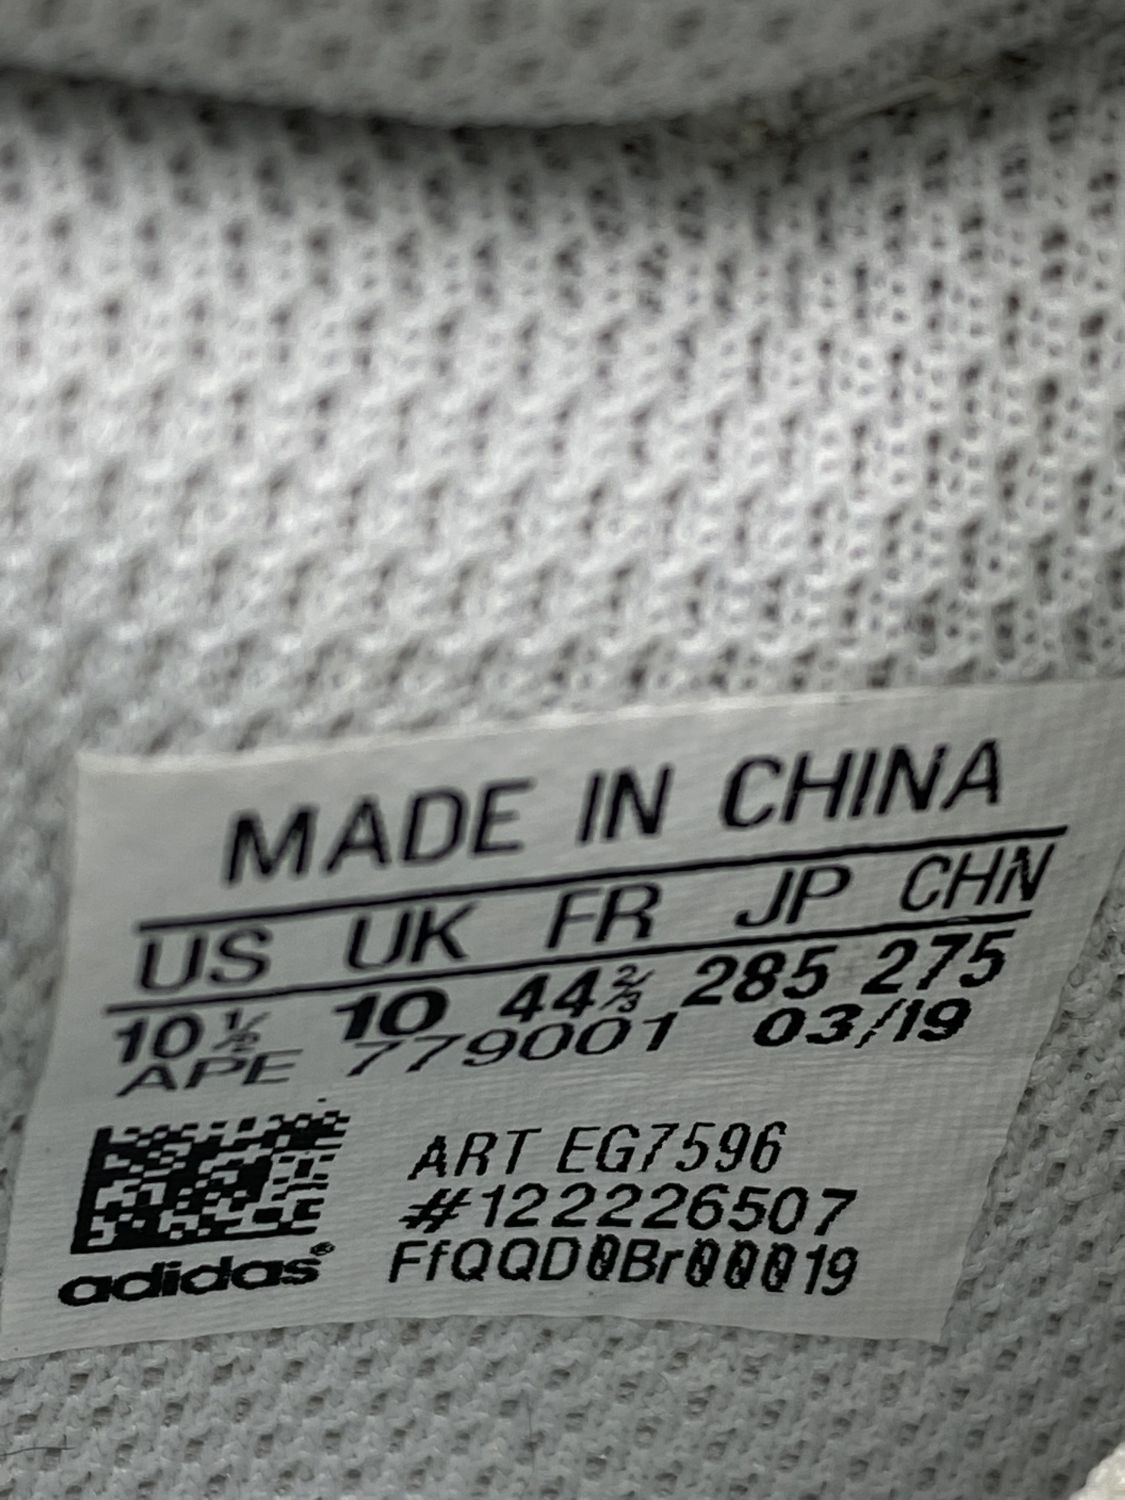 MADE IN CHINA
US UK FR JP CHN
10½ 10 44⅔ 285 275
APE 779001 03/19
ART EG7596
#122226507
adidas® FfQQD0Br00019